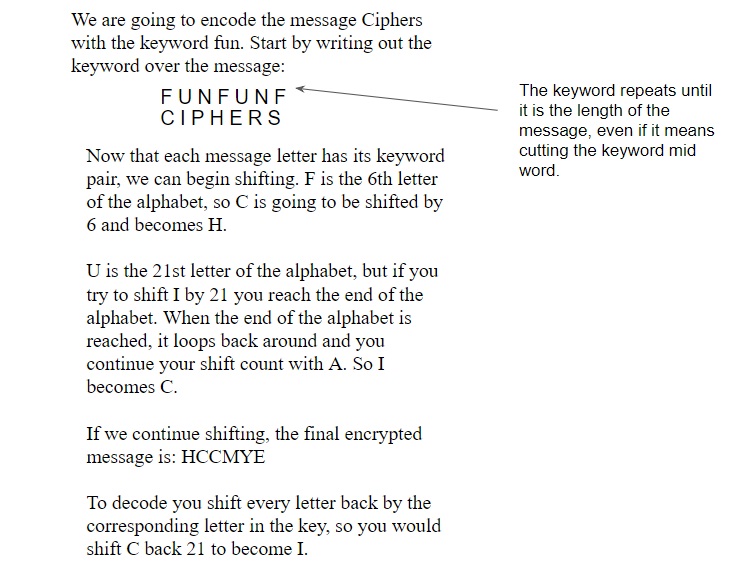 We are going to encode the message Ciphers
with the keyword fun. Start by writing out the
keyword over the message:
F U N F U N F
C I P H E R S
The keyword repeats until
it is the length of the
message, even if it means
cutting the keyword mid
word.
Now that each message letter has its keyword
pair, we can begin shifting. F is the 6th letter
of the alphabet, so C is going to be shifted by
6 and becomes H.
U is the 21st letter of the alphabet, but if you
try to shift I by 21 you reach the end of the
alphabet. When the end of the alphabet is
reached, it loops back around and you
continue your shift count with A. So I
becomes C.
If we continue shifting, the final encrypted
message is: HCCMYE
To decode you shift every letter back by the
corresponding letter in the key, so you would
shift C back 21 to become I.